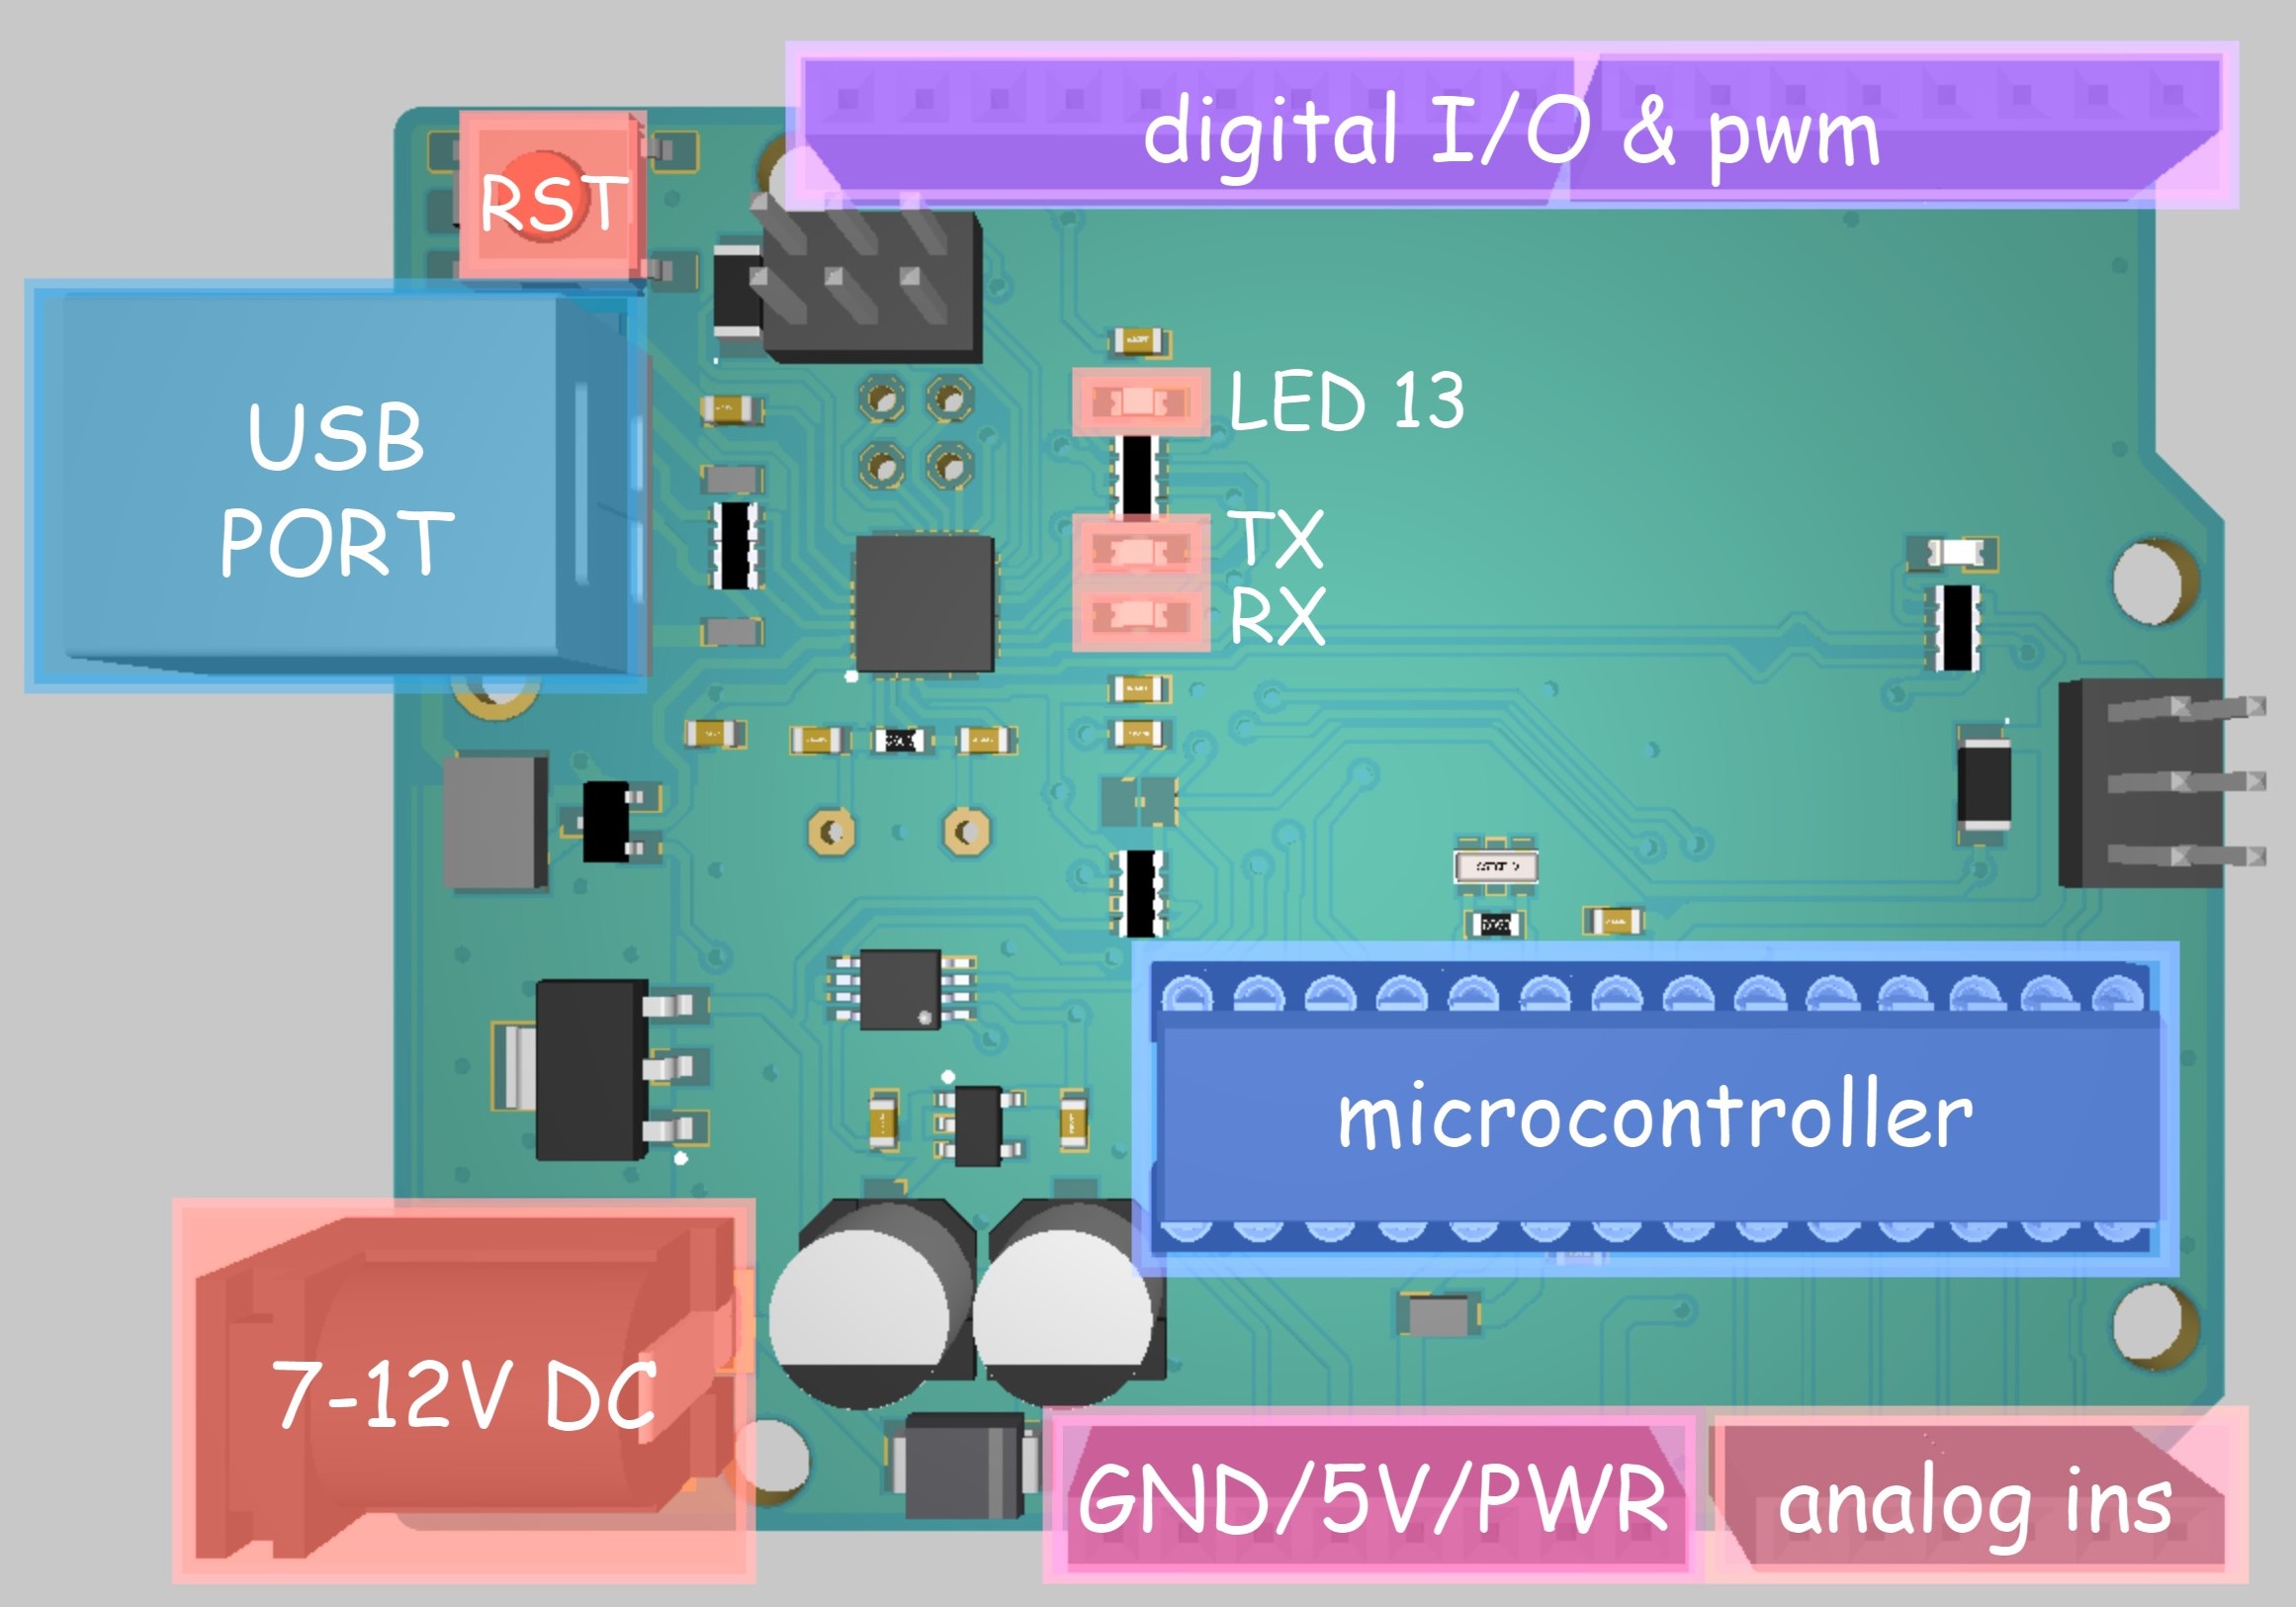 digital I/O & pwm
RST
USB
PORT
LED 13
TX
RX
microcontroller
7-12V DC
GND/5V/PWR
analog ins